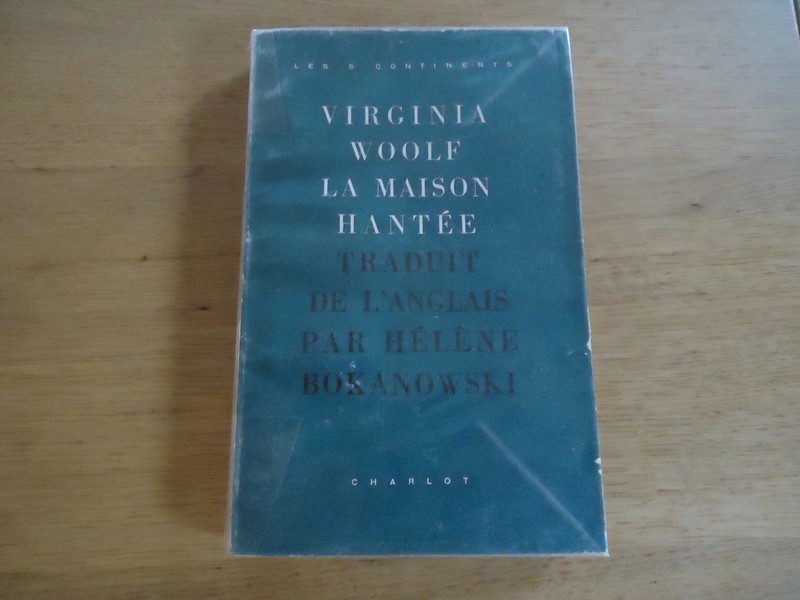 LES 5 CONTINENTS
VIRGINIA
WOOLF
LA MAISON
HANTÉE
TRADUIT
DE L'ANGLAIS
PAR HÉLÈNE
BOKANOWSKI
CHARLOT